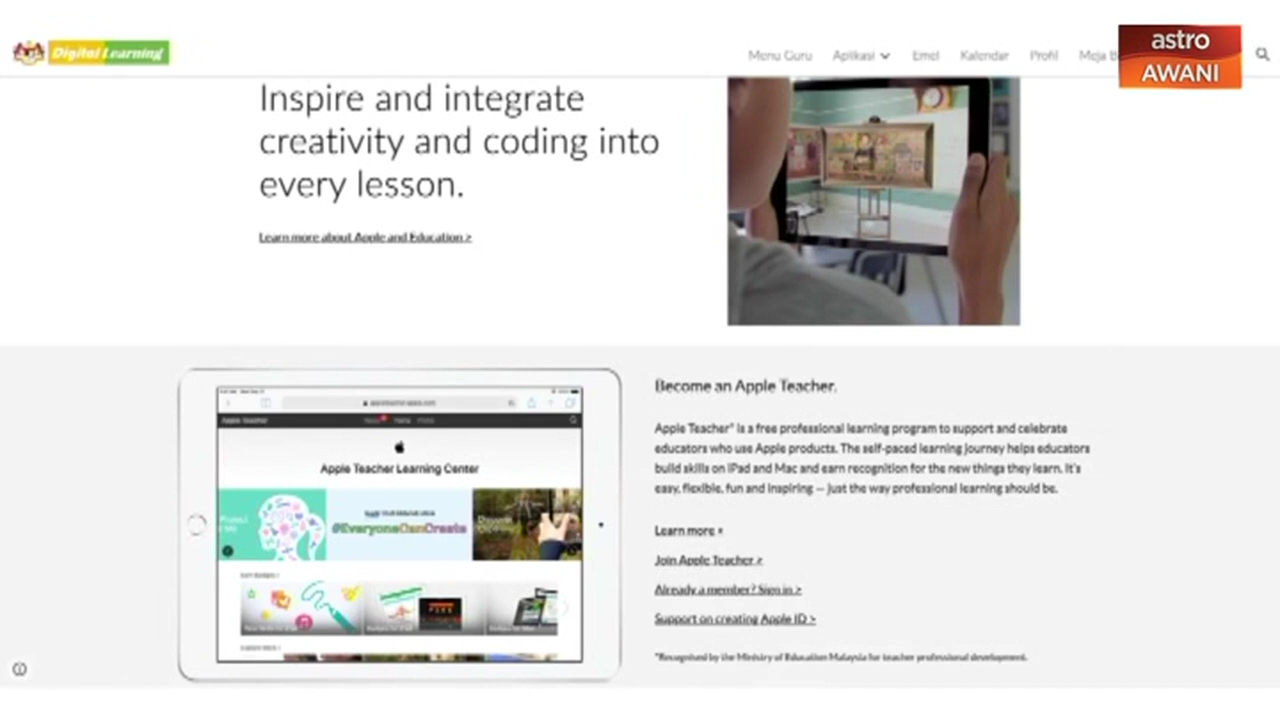 Digital Learning
Menu Guru Aplikasi Emel Kalendar Profil Meja
astro
AWANI
Inspire and integrate
creativity and coding into
every lesson.
Learn more about Apple and Education >
Become an Apple Teacher.
Apple Teacher* is a free professional learning program to support and celebrate
educators who use Apple products. The self-paced learning journey helps educators
build skills on iPad and Mac and earn recognition for the new things they learn. It's
easy, flexible, fun and inspiring — just the way professional learning should be.
Learn more
Join Apple Teacher >
Already a member? Sign in >
Support on creating Apple ID >
*Recognised by the Ministry of Education Malaysia for teacher professional development.
Apple Teacher
Apple Teacher Learning Center
#EveryoneCanCreate